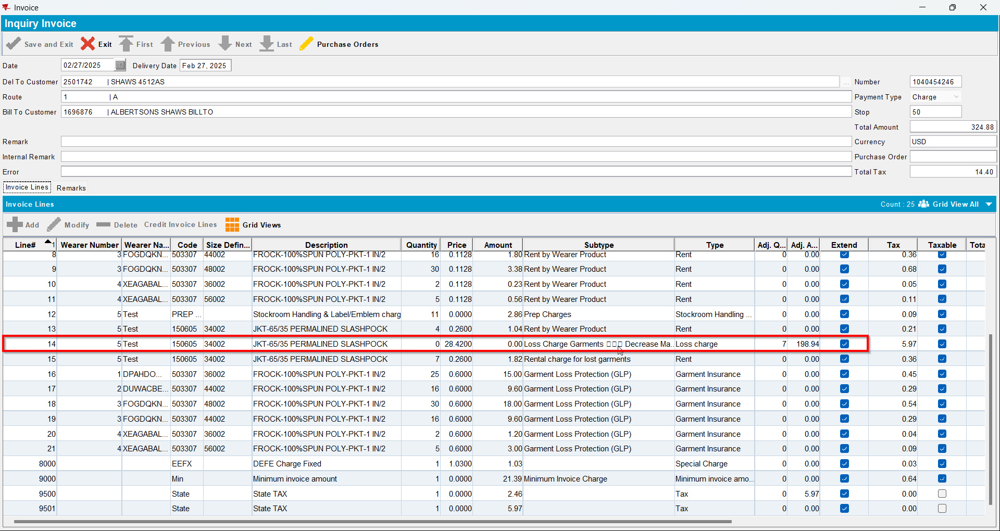 Invoice
Inquiry Invoice
Save and Exit Exit First Previous Next Last Purchase Orders
Date 02/27/2025 Delivery Date Feb 27, 2025
Del To Customer 2501742 | SHAWS 4512AS ... Number 1040454246
Route 1 | A Payment Type Charge
Bill To Customer 1696876 | ALBERTSONS SHAWS BILLTO Stop 50
Total Amount 324.88
Remark Currency USD
Internal Remark Purchase Order
Error Total Tax 14.40
Invoice Lines Remarks
Invoice Lines Count : 25 Grid View All
Add Modify Delete Credit Invoice Lines Grid Views
Line# 1 Wearer Number Wearer Na... Code Size Defin... Description Quantity Price Amount Subtype Type Adj. Q... Adj. A... Extend Tax Taxable Tota
8 3 FOGDQKN... 503307 44002 FROCK-100%SPUN POLY-PKT-1 IN/2 16 0.1128 1.80 Rent by Wearer Product Rent 0 0.00 0.36
9 3 FOGDQKN... 503307 48002 FROCK-100%SPUN POLY-PKT-1 IN/2 30 0.1128 3.38 Rent by Wearer Product Rent 0 0.00 0.68
10 4 XEAGABAL... 503307 36002 FROCK-100%SPUN POLY-PKT-1 IN/2 2 0.1128 0.23 Rent by Wearer Product Rent 0 0.00 0.05
11 4 XEAGABAL... 503307 56002 FROCK-100%SPUN POLY-PKT-1 IN/2 5 0.1128 0.56 Rent by Wearer Product Rent 0 0.00 0.11
12 5 Test PREP ... Stockroom Handling & Label/Emblem charg 11 0.0000 2.86 Prep Charges Stockroom Handling ... 0 0.00 0.09
13 5 Test 150605 34002 JKT-65/35 PERMALINED SLASHPOCK 4 0.2600 1.04 Rent by Wearer Product Rent 0 0.00 0.21
14 5 Test 150605 34002 JKT-65/35 PERMALINED SLASHPOCK 0 28.4200 0.00 Loss Charge Garments □□□ Decrease Ma... Loss charge 7 198.94 5.97
15 5 Test 150605 34002 JKT-65/35 PERMALINED SLASHPOCK 7 0.2600 1.82 Rental charge for lost garments Rent 0 0.00 0.36
16 1 DPAHDO... 503307 36002 FROCK-100%SPUN POLY-PKT-1 IN/2 25 0.6000 15.00 Garment Loss Protection (GLP) Garment Insurance 0 0.00 0.45
17 2 DUWACBE... 503307 44002 FROCK-100%SPUN POLY-PKT-1 IN/2 16 0.6000 9.60 Garment Loss Protection (GLP) Garment Insurance 0 0.00 0.29
18 3 FOGDQKN... 503307 48002 FROCK-100%SPUN POLY-PKT-1 IN/2 30 0.6000 18.00 Garment Loss Protection (GLP) Garment Insurance 0 0.00 0.54
19 3 FOGDQKN... 503307 44002 FROCK-100%SPUN POLY-PKT-1 IN/2 16 0.6000 9.60 Garment Loss Protection (GLP) Garment Insurance 0 0.00 0.29
20 4 XEAGABAL... 503307 36002 FROCK-100%SPUN POLY-PKT-1 IN/2 2 0.6000 1.20 Garment Loss Protection (GLP) Garment Insurance 0 0.00 0.04
21 4 XEAGABAL... 503307 56002 FROCK-100%SPUN POLY-PKT-1 IN/2 5 0.6000 3.00 Garment Loss Protection (GLP) Garment Insurance 0 0.00 0.09
8000 EEFX DEFE Charge Fixed 1 1.0300 1.03 Special Charge 0 0.00 0.03
9000 Min Minimum invoice amount 1 0.0000 21.39 Minimum Invoice Charge Minimum invoice amo... 0 0.00 0.64
9500 State State TAX 1 0.0000 2.46 Tax 0 5.97 0.00
9501 State State TAX 1 0.0000 5.97 Tax 0 0.00 0.00